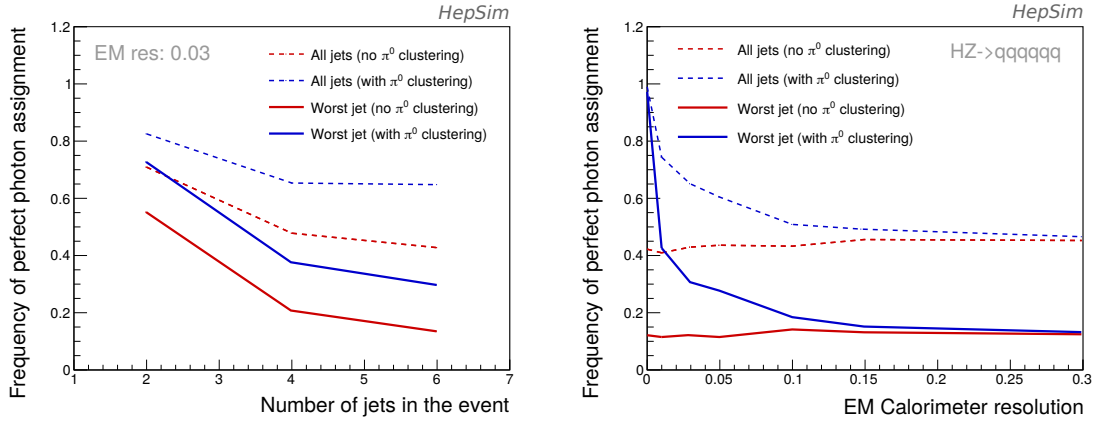 HepSim
Frequency of perfect photon assignment
1.2
1
0.8
0.6
0.4
0.2
0
EM res: 0.03
All jets (no π⁰ clustering)
All jets (with π⁰ clustering)
Worst jet (no π⁰ clustering)
Worst jet (with π⁰ clustering)
1 2 3 4 5 6 7
Number of jets in the event
HepSim
Frequency of perfect photon assignment
1.2
1
0.8
0.6
0.4
0.2
0
All jets (no π⁰ clustering)
All jets (with π⁰ clustering)
Worst jet (no π⁰ clustering)
Worst jet (with π⁰ clustering)
HZ->qqqqqq
0 0.05 0.1 0.15 0.2 0.25 0.3
EM Calorimeter resolution